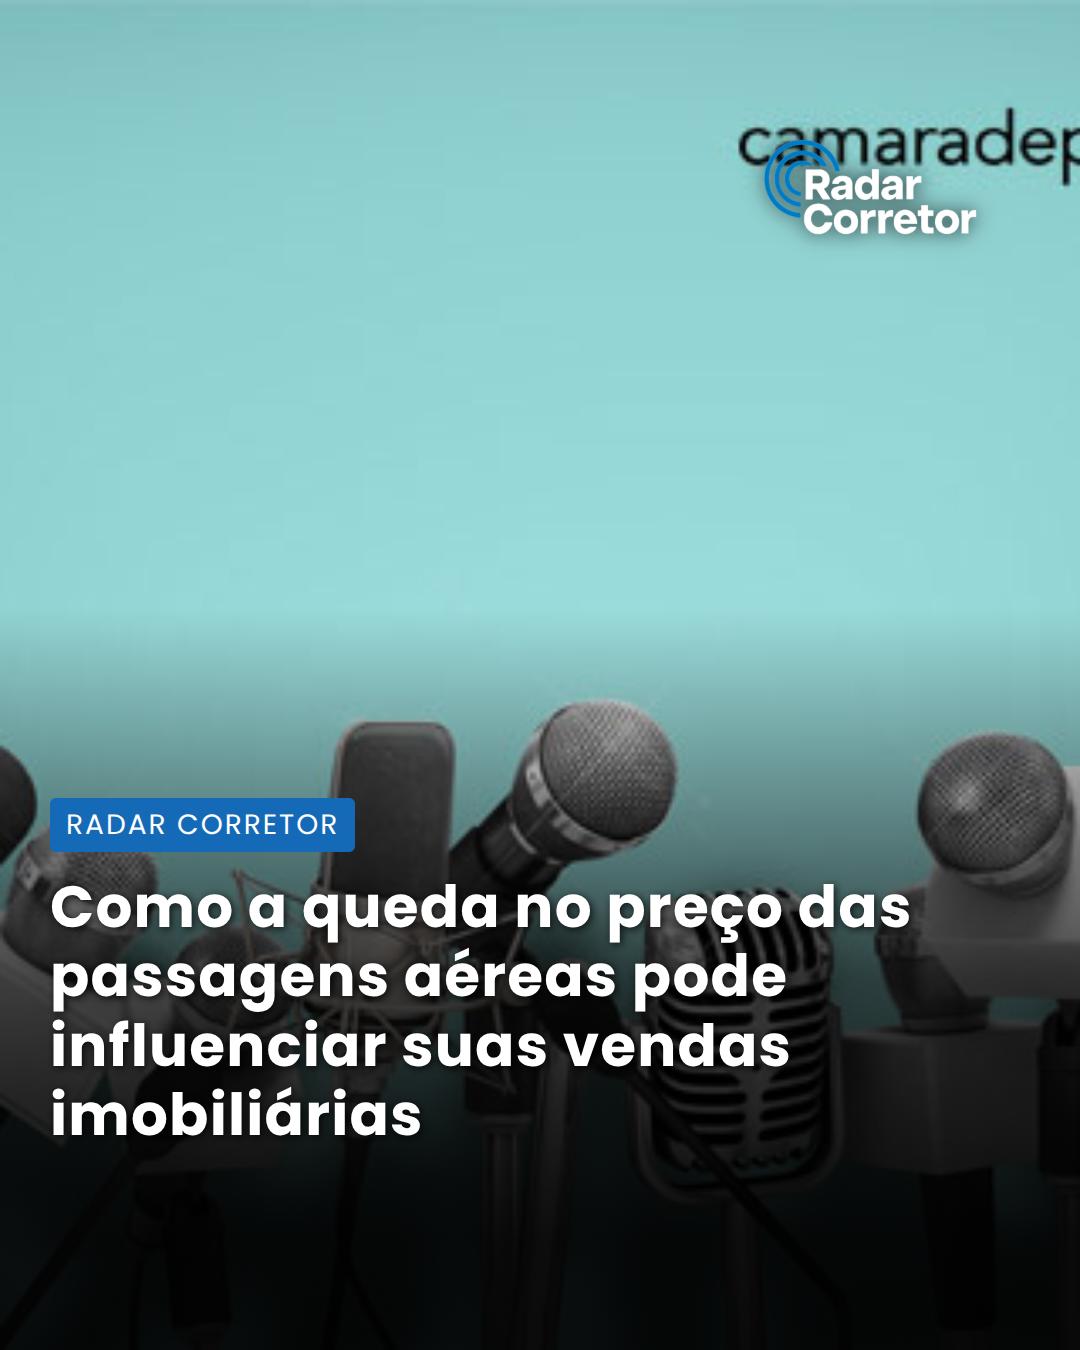 camaradep
Radar
Corretor
RADAR CORRETOR
Como a queda no preço das
passagens aéreas pode
influenciar suas vendas
imobiliárias